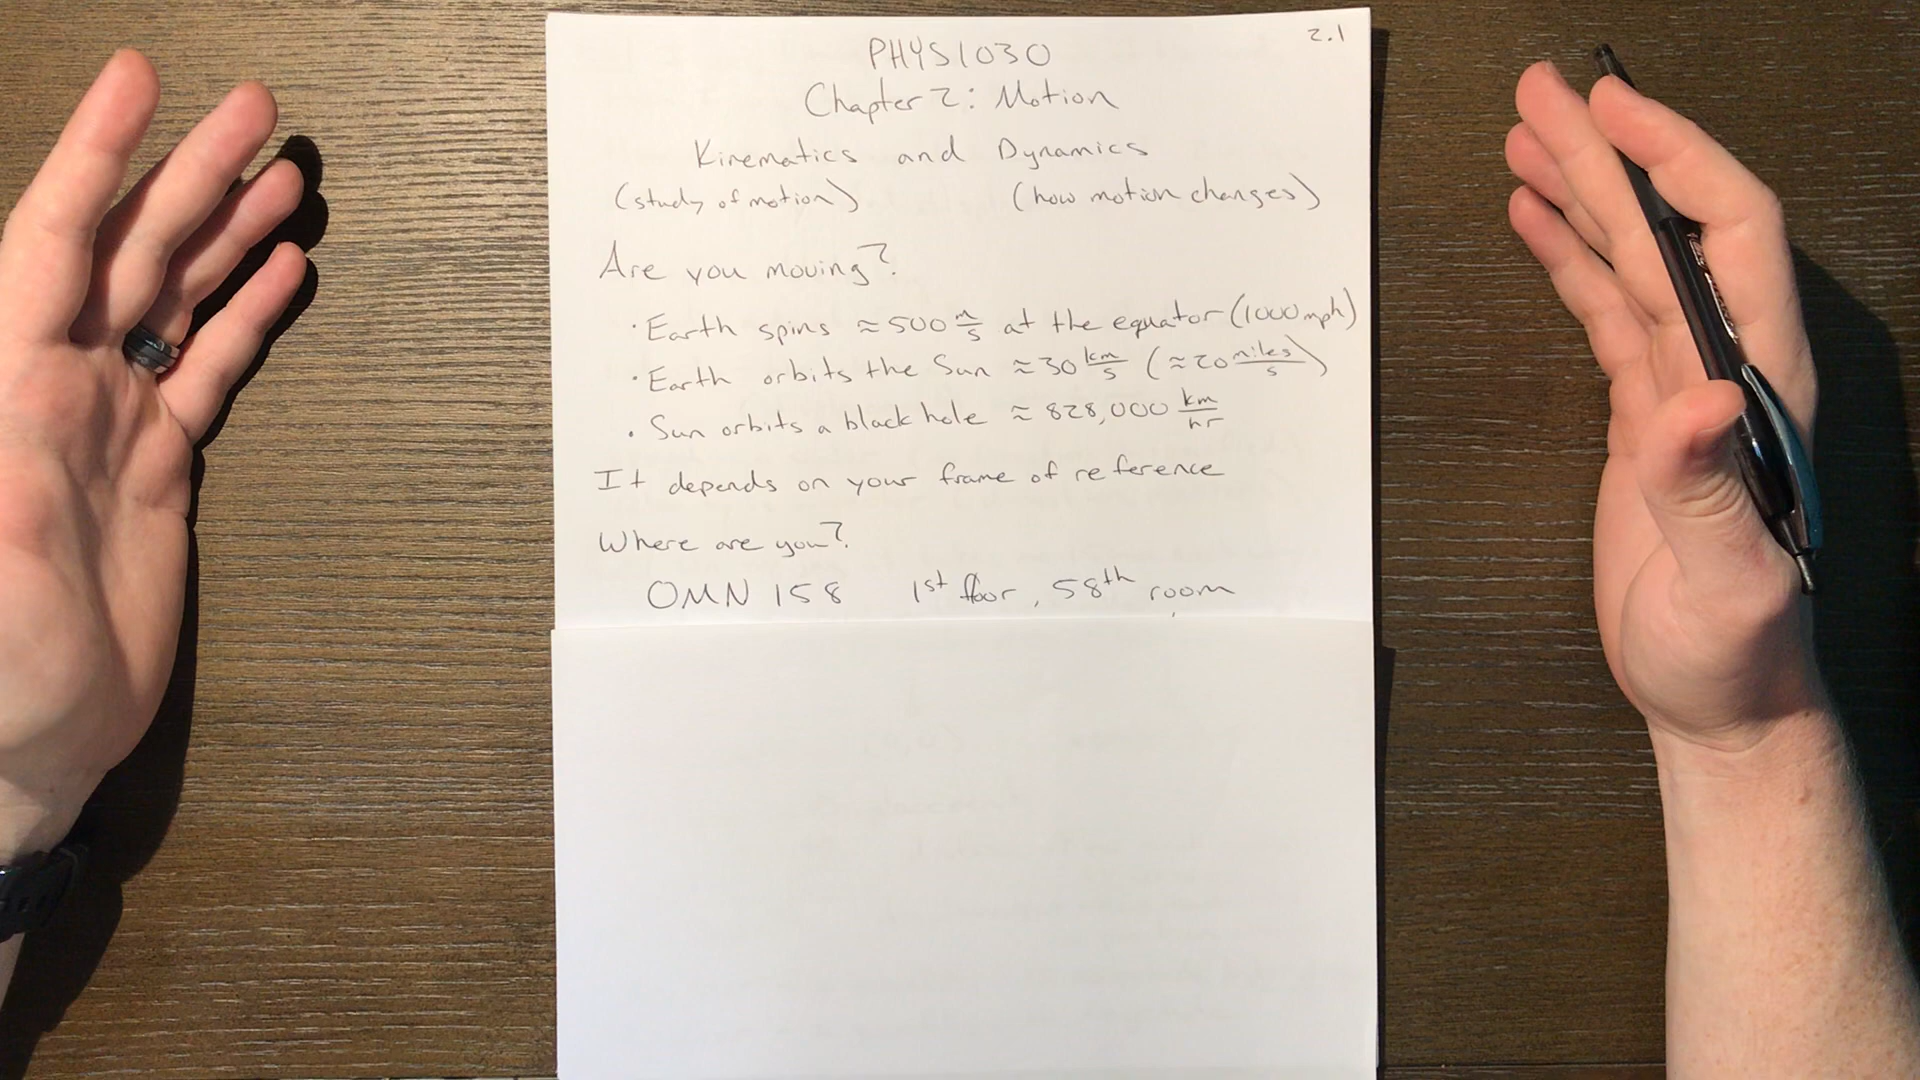 2.1
PHYS1030
Chapter 2: Motion
Kinematics and Dynamics
(study of motion) (how motion changes)
Are you moving?
· Earth spins ≈500 m/s at the equator (1000mph)
· Earth orbits the Sun ≈30 km/s (≈20 miles/s)
· Sun orbits a black hole ≈ 828,000 km/hr
It depends on your frame of reference
Where are you?
OMN 158 1st floor, 58th room